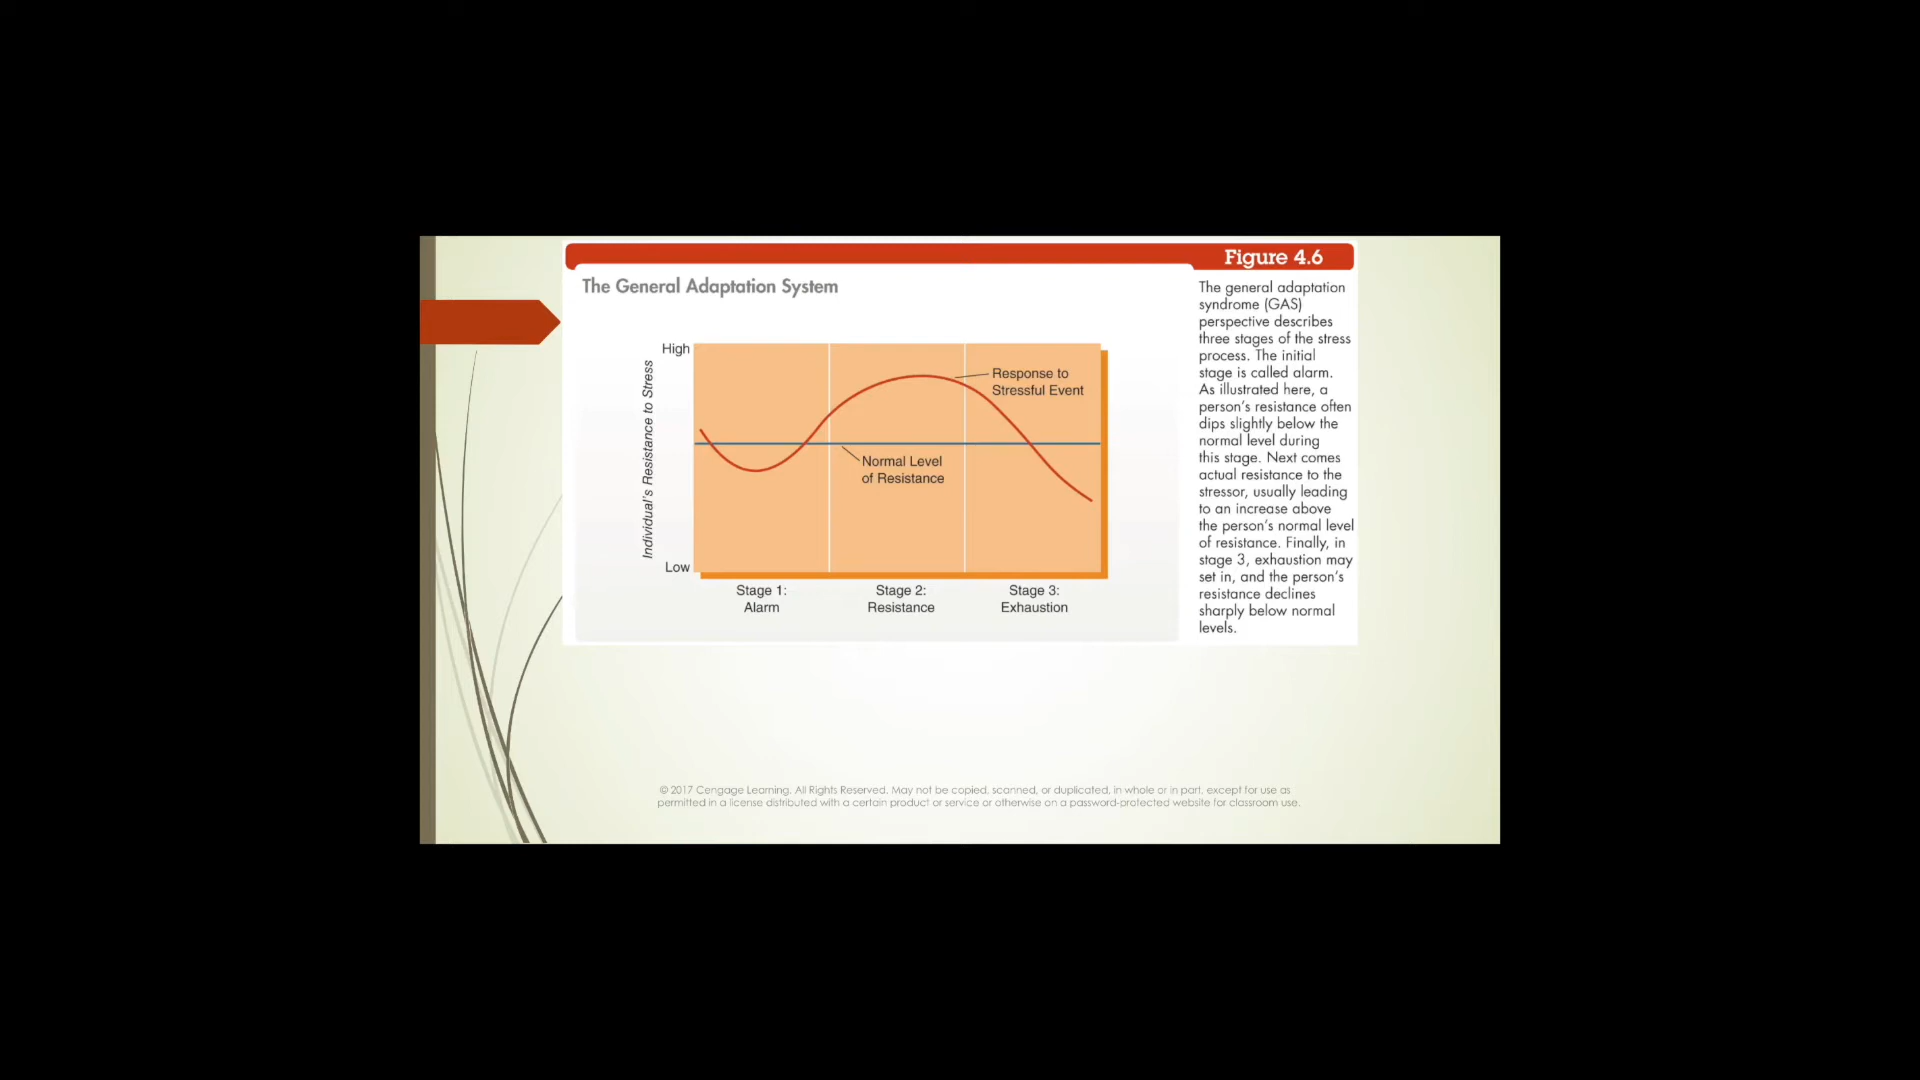 Figure 4.6
The General Adaptation System
High
Individual's Resistance to Stress
Low
Response to
Stressful Event
Normal Level
of Resistance
Stage 1:
Alarm
Stage 2:
Resistance
Stage 3:
Exhaustion
The general adaptation
syndrome (GAS)
perspective describes
three stages of the stress
process. The initial
stage is called alarm.
As illustrated here, a
person's resistance often
dips slightly below the
normal level during
this stage. Next comes
actual resistance to the
stressor, usually leading
to an increase above
the person's normal level
of resistance. Finally, in
stage 3, exhaustion may
set in, and the person's
resistance declines
sharply below normal
levels.
© 2017 Cengage Learning. All Rights Reserved. May not be copied, scanned, or duplicated, in whole or in part, except for use as
permitted in a license distributed with a certain product or service or otherwise on a password-protected website for classroom use.